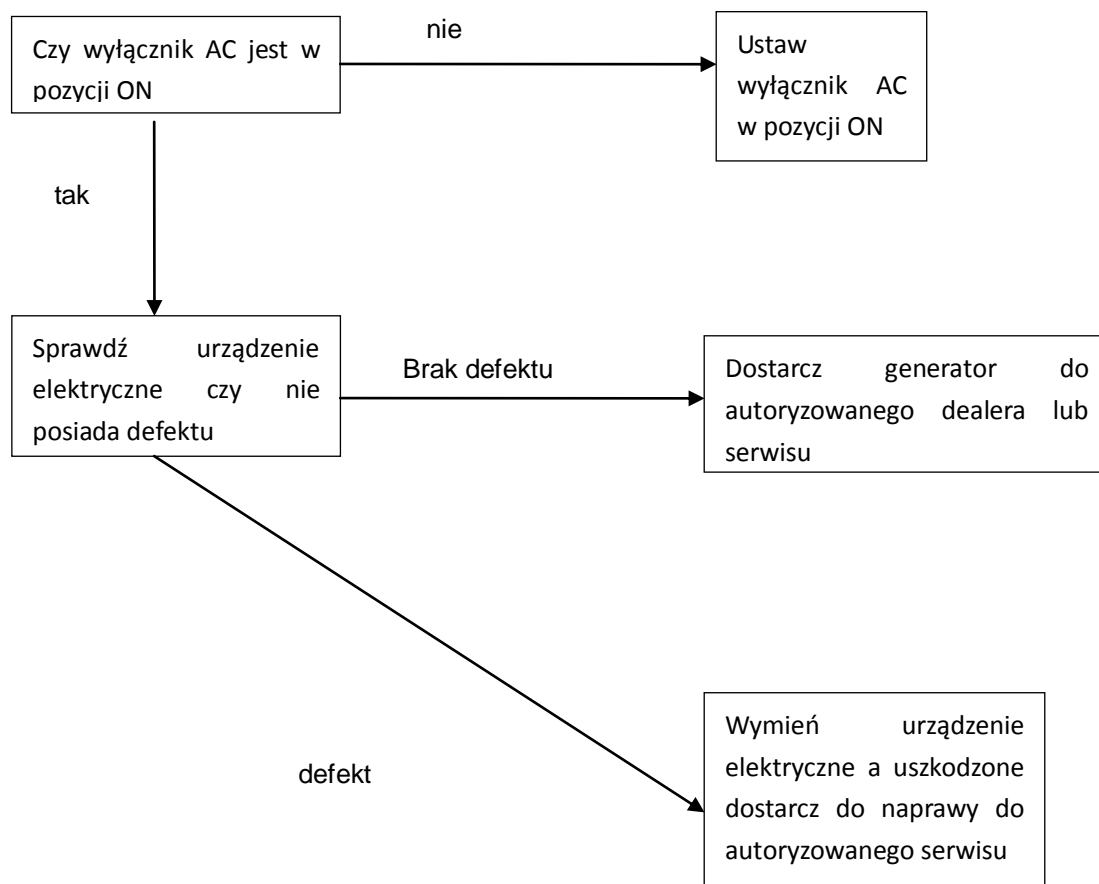 Czy wyłącznik AC jest w
pozycji ON
nie
Ustaw
wyłącznik AC
w pozycji ON
tak
Sprawdź urządzenie
elektryczne czy nie
posiada defektu
Brak defektu
Dostarcz generator do
autoryzowanego dealera lub
serwisu
defekt
Wymień urządzenie
elektryczne a uszkodzone
dostarcz do naprawy do
autoryzowanego serwisu